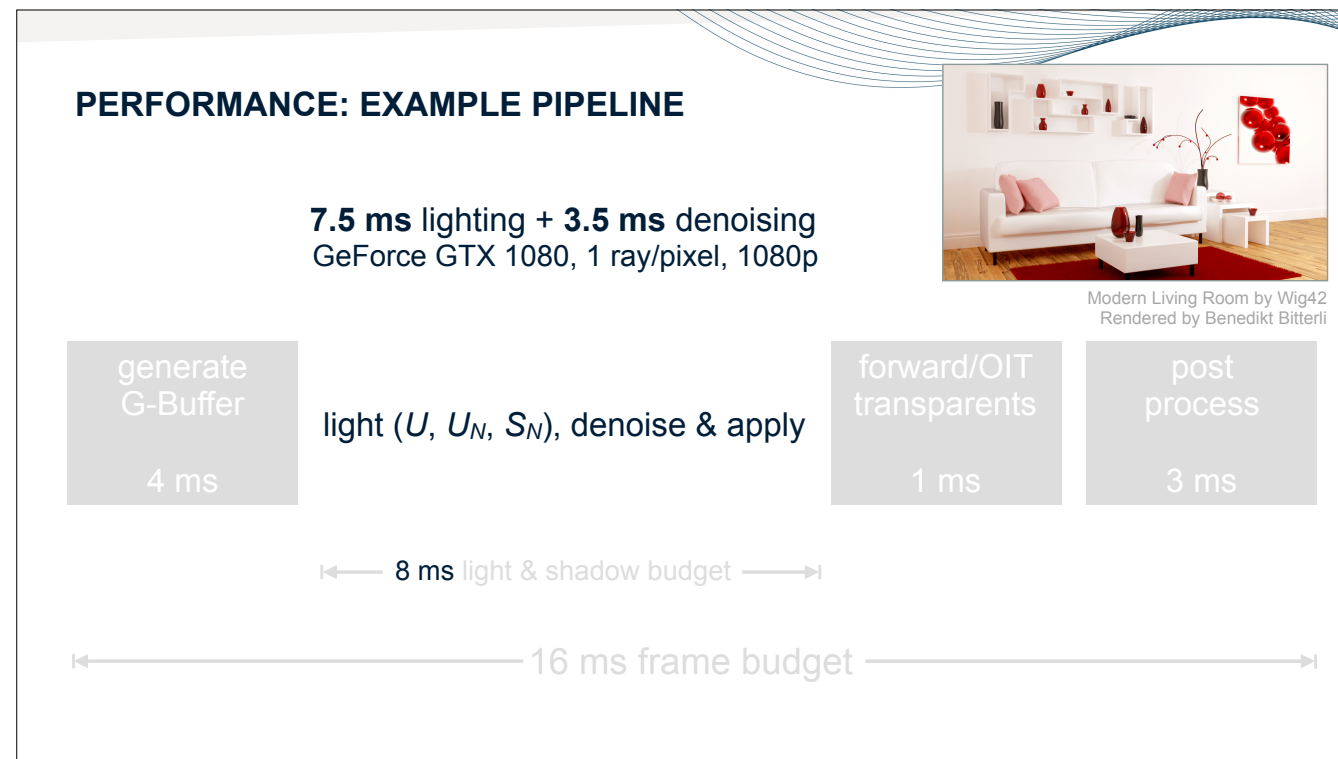 PERFORMANCE: EXAMPLE PIPELINE
7.5 ms lighting + 3.5 ms denoising
GeForce GTX 1080, 1 ray/pixel, 1080p
Modern Living Room by Wig42
Rendered by Benedikt Bitterli
generate
G-Buffer
4 ms
light (U, UN, SN), denoise & apply
forward/OIT
transparents
1 ms
post
process
3 ms
8 ms light & shadow budget
16 ms frame budget